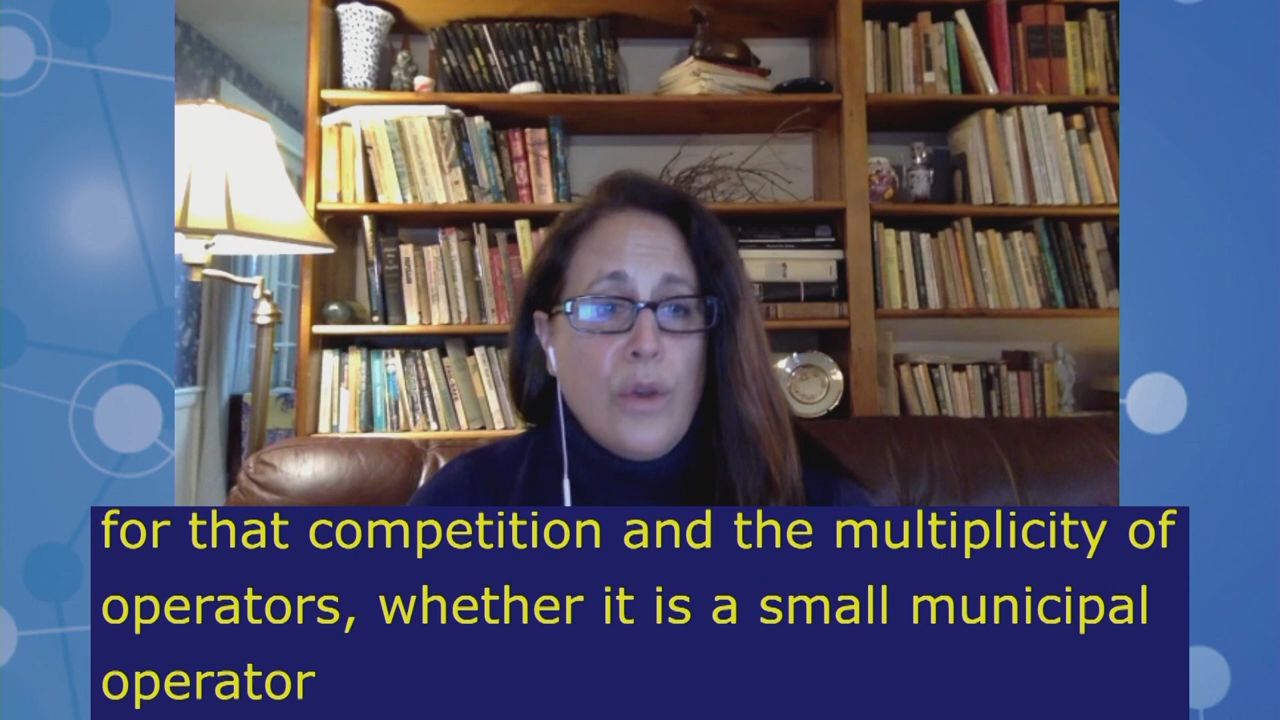 for that competition and the multiplicity of
operators, whether it is a small municipal
operator